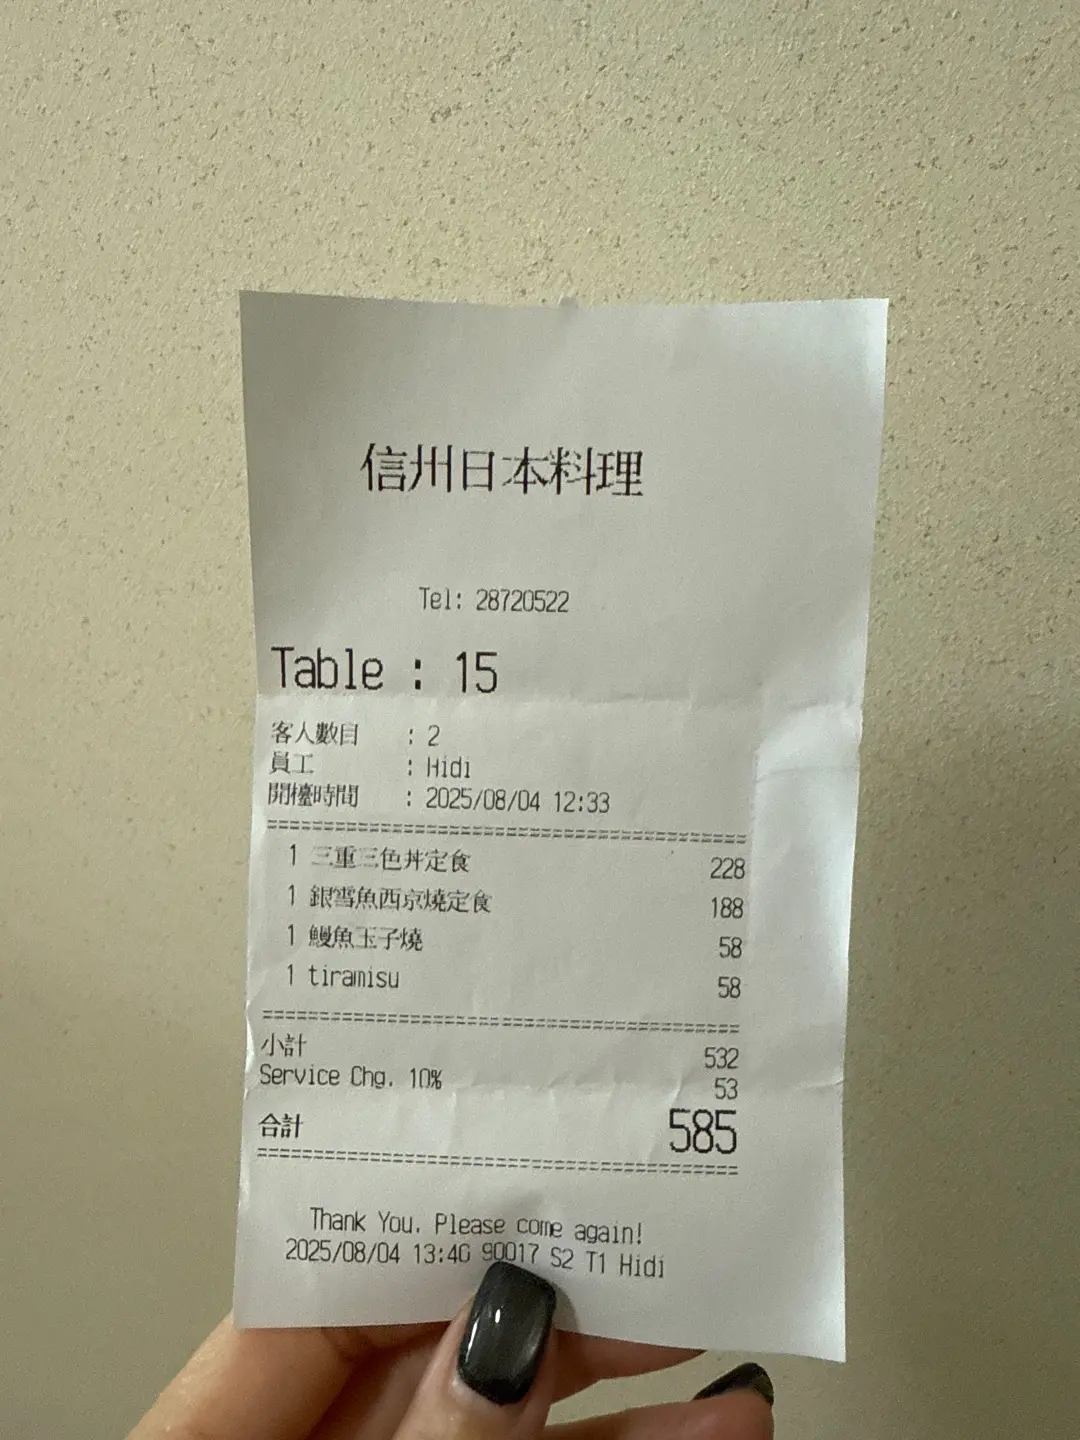 信州日本料理
Tel: 28720522
Table : 15
客人數目 : 2
員工 : Hidi
開檯時間 : 2025/08/04 12:33
1 三重三色丼定食 228
1 銀雪魚西京燒定食 188
1 鰻魚玉子燒 58
1 tiramisu 58
小計 532
Service Chg. 10% 53
合計 585
Thank You. Please come again!
2025/08/04 13:40 90017 S2 T1 Hidi